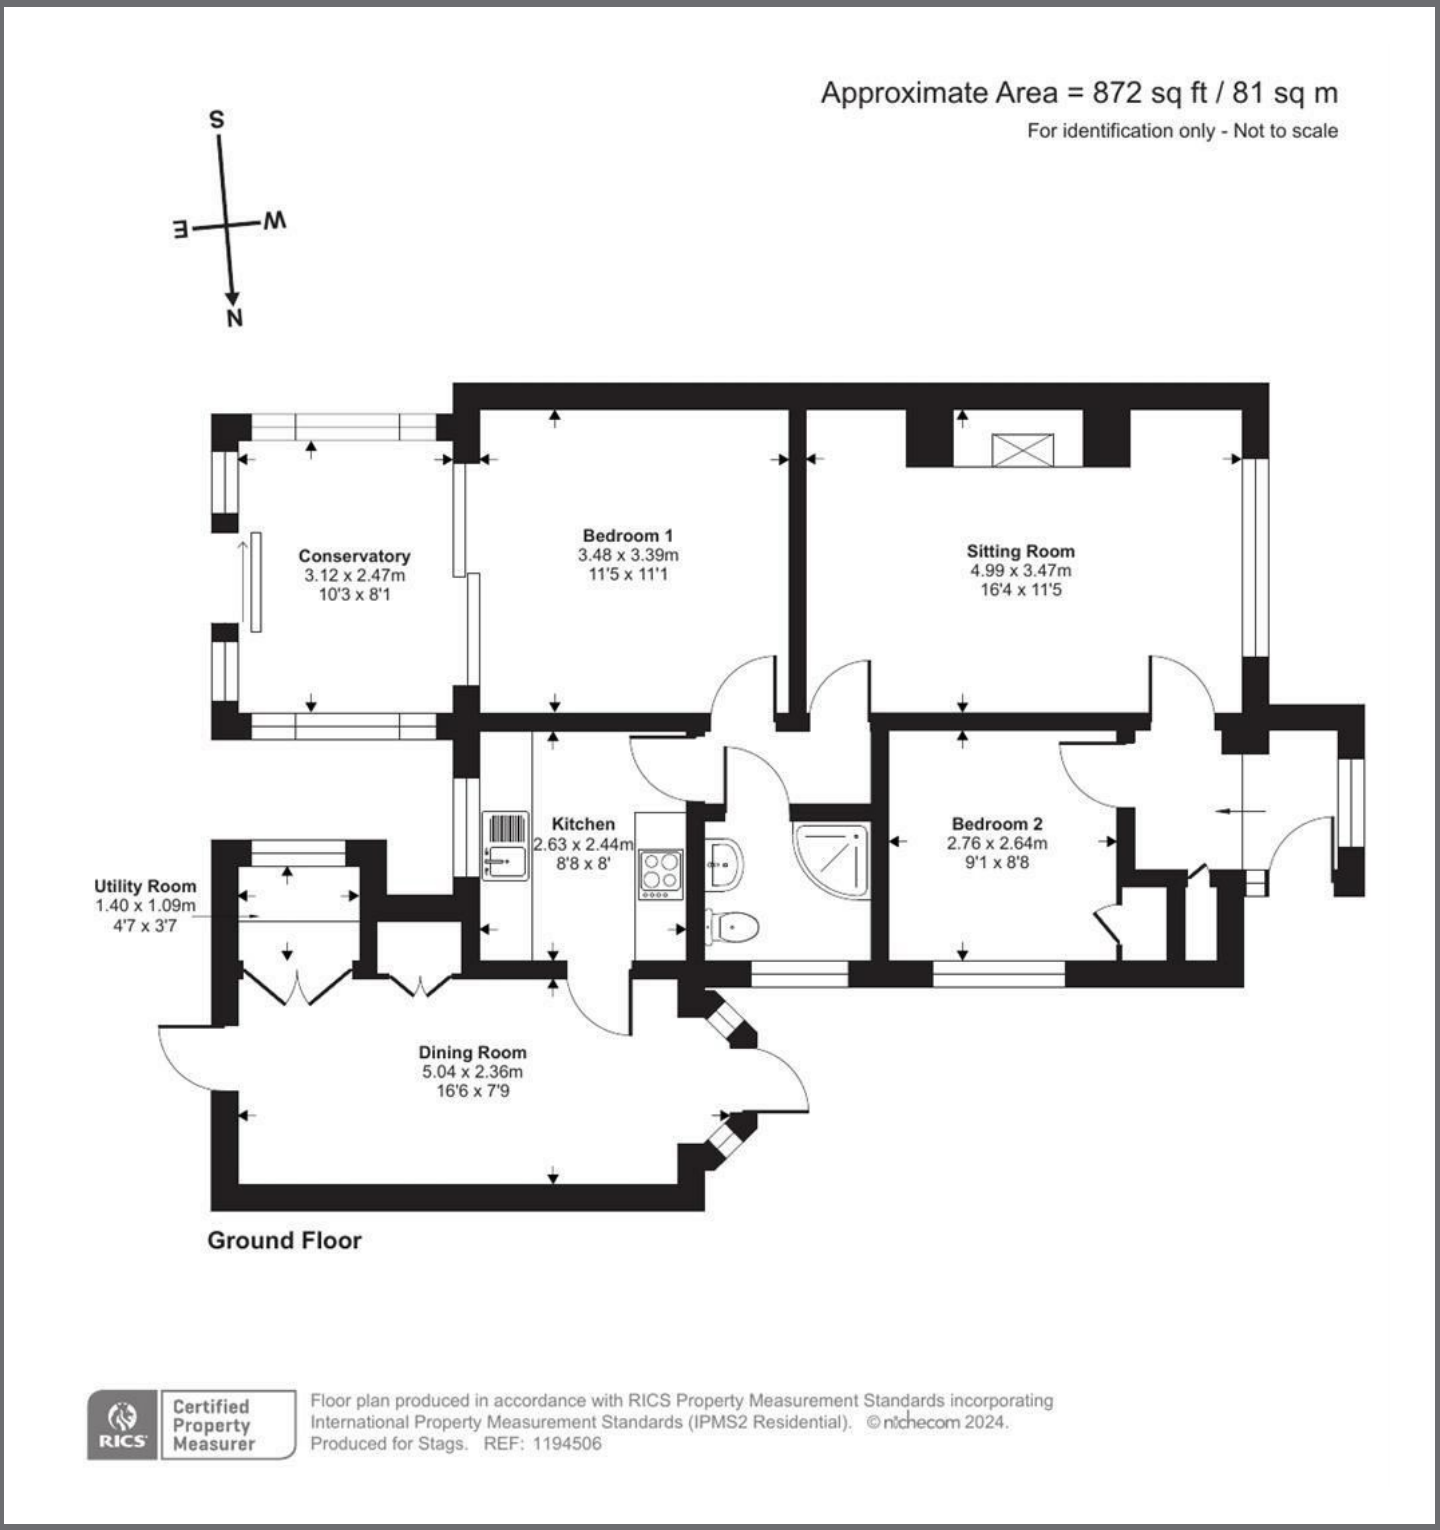 Approximate Area = 872 sq ft / 81 sq m
For identification only - Not to scale
S
E
W
N
Conservatory
3.12 x 2.47m
10'3 x 8'1
Bedroom 1
3.48 x 3.39m
11'5 x 11'1
Sitting Room
4.99 x 3.47m
16'4 x 11'5
Kitchen
2.63 x 2.44m
8'8 x 8'
Bedroom 2
2.76 x 2.64m
9'1 x 8'8
Utility Room
1.40 x 1.09m
4'7 x 3'7
Dining Room
5.04 x 2.36m
16'6 x 7'9
Ground Floor
RICS
Certified
Property
Measurer
Floor plan produced in accordance with RICS Property Measurement Standards incorporating
International Property Measurement Standards (IPMS2 Residential). © nichecom 2024.
Produced for Stags. REF: 1194506